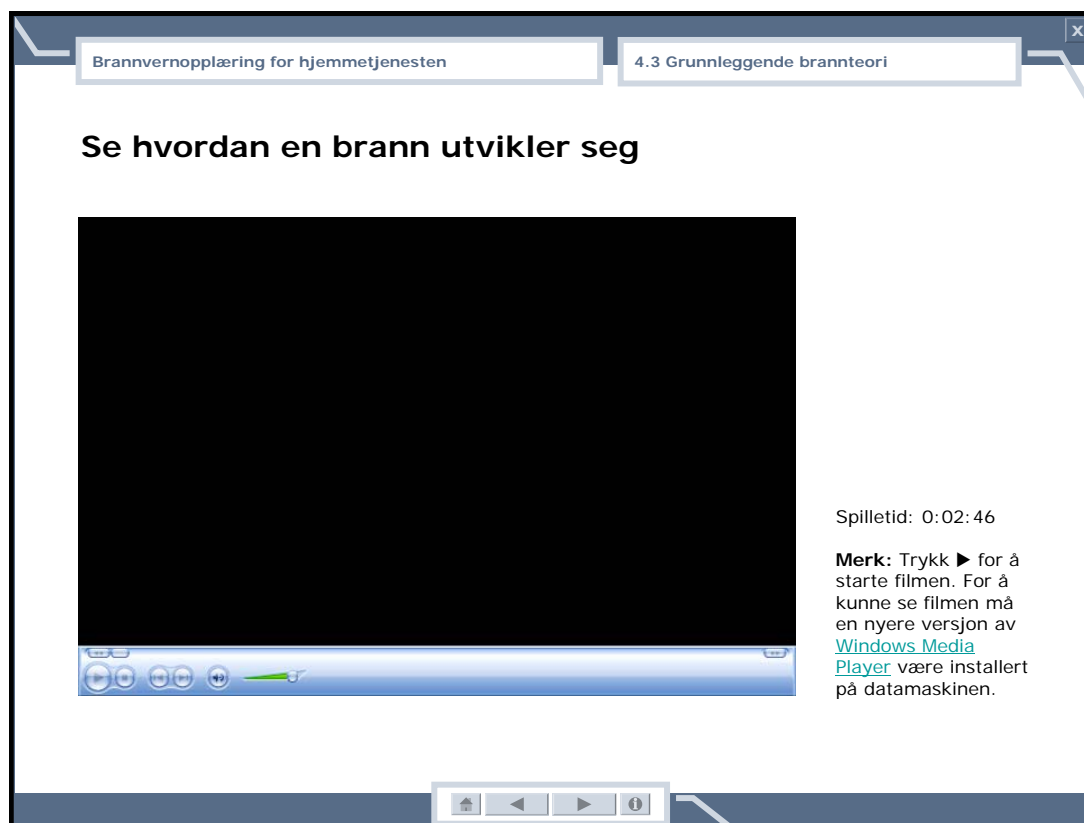 x
Brannvernopplæring for hjemmetjenesten
4.3 Grunnleggende brannteori
Se hvordan en brann utvikler seg
Spilletid: 0:02:46
Merk: Trykk ▶ for å
starte filmen. For å
kunne se filmen må
en nyere versjon av
Windows Media
Player være installert
på datamaskinen.